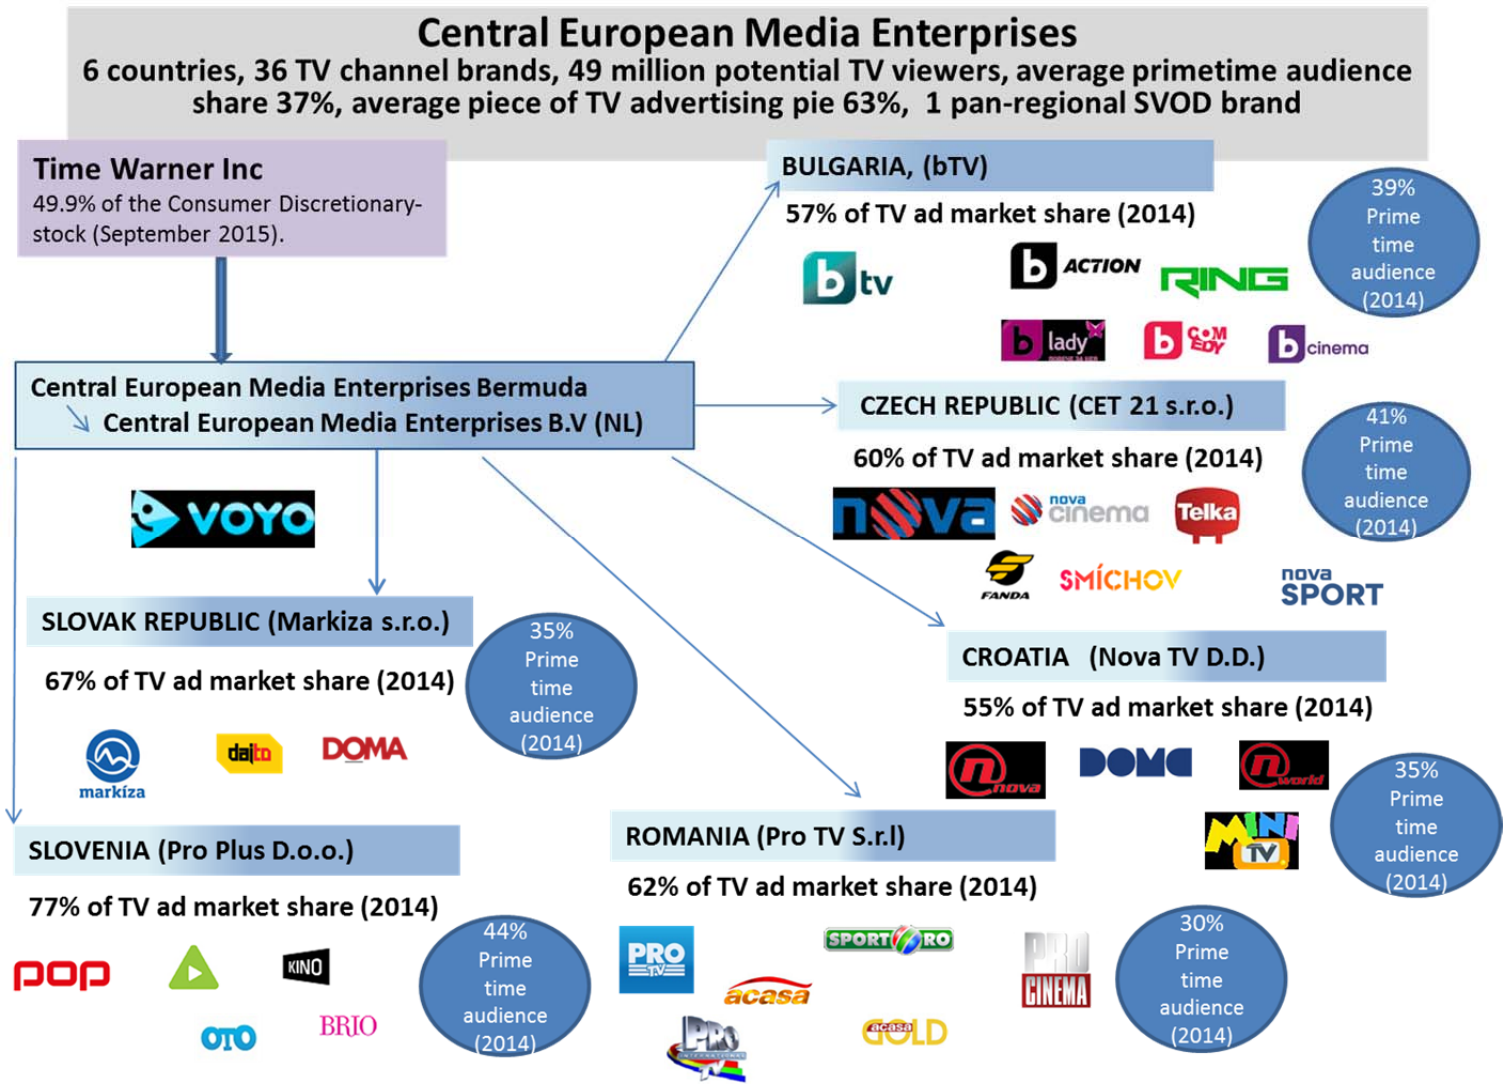 Central European Media Enterprises
6 countries, 36 TV channel brands, 49 million potential TV viewers, average primetime audience
share 37%, average piece of TV advertising pie 63%, 1 pan-regional SVOD brand
Time Warner Inc
49.9% of the Consumer Discretionary-
stock (September 2015).
BULGARIA, (bTV)
57% of TV ad market share (2014)
39%
Prime
time
audience
(2014)
b tv
b ACTION
RING
b lady
b COMEDY
b cinema
Central European Media Enterprises Bermuda
Central European Media Enterprises B.V (NL)
CZECH REPUBLIC (CET 21 s.r.o.)
60% of TV ad market share (2014)
41%
Prime
time
audience
(2014)
nova
nova
cinema
Telka
FANDA
SMÍCHOV
nova
SPORT
VOYO
SLOVAK REPUBLIC (Markiza s.r.o.)
67% of TV ad market share (2014)
35%
Prime
time
audience
(2014)
markíza
dajto
DOMA
CROATIA (Nova TV D.D.)
55% of TV ad market share (2014)
nova
DOMA
world
MINI
TV
35%
Prime
time
audience
(2014)
SLOVENIA (Pro Plus D.o.o.)
77% of TV ad market share (2014)
44%
Prime
time
audience
(2014)
pop
KINO
OTO
BRIO
ROMANIA (Pro TV S.r.l)
62% of TV ad market share (2014)
30%
Prime
time
audience
(2014)
PRO
TV
SPORT RO
acasa
PRO
CINEMA
PRO
INTERNATIONAL
TV
acasa
GOLD